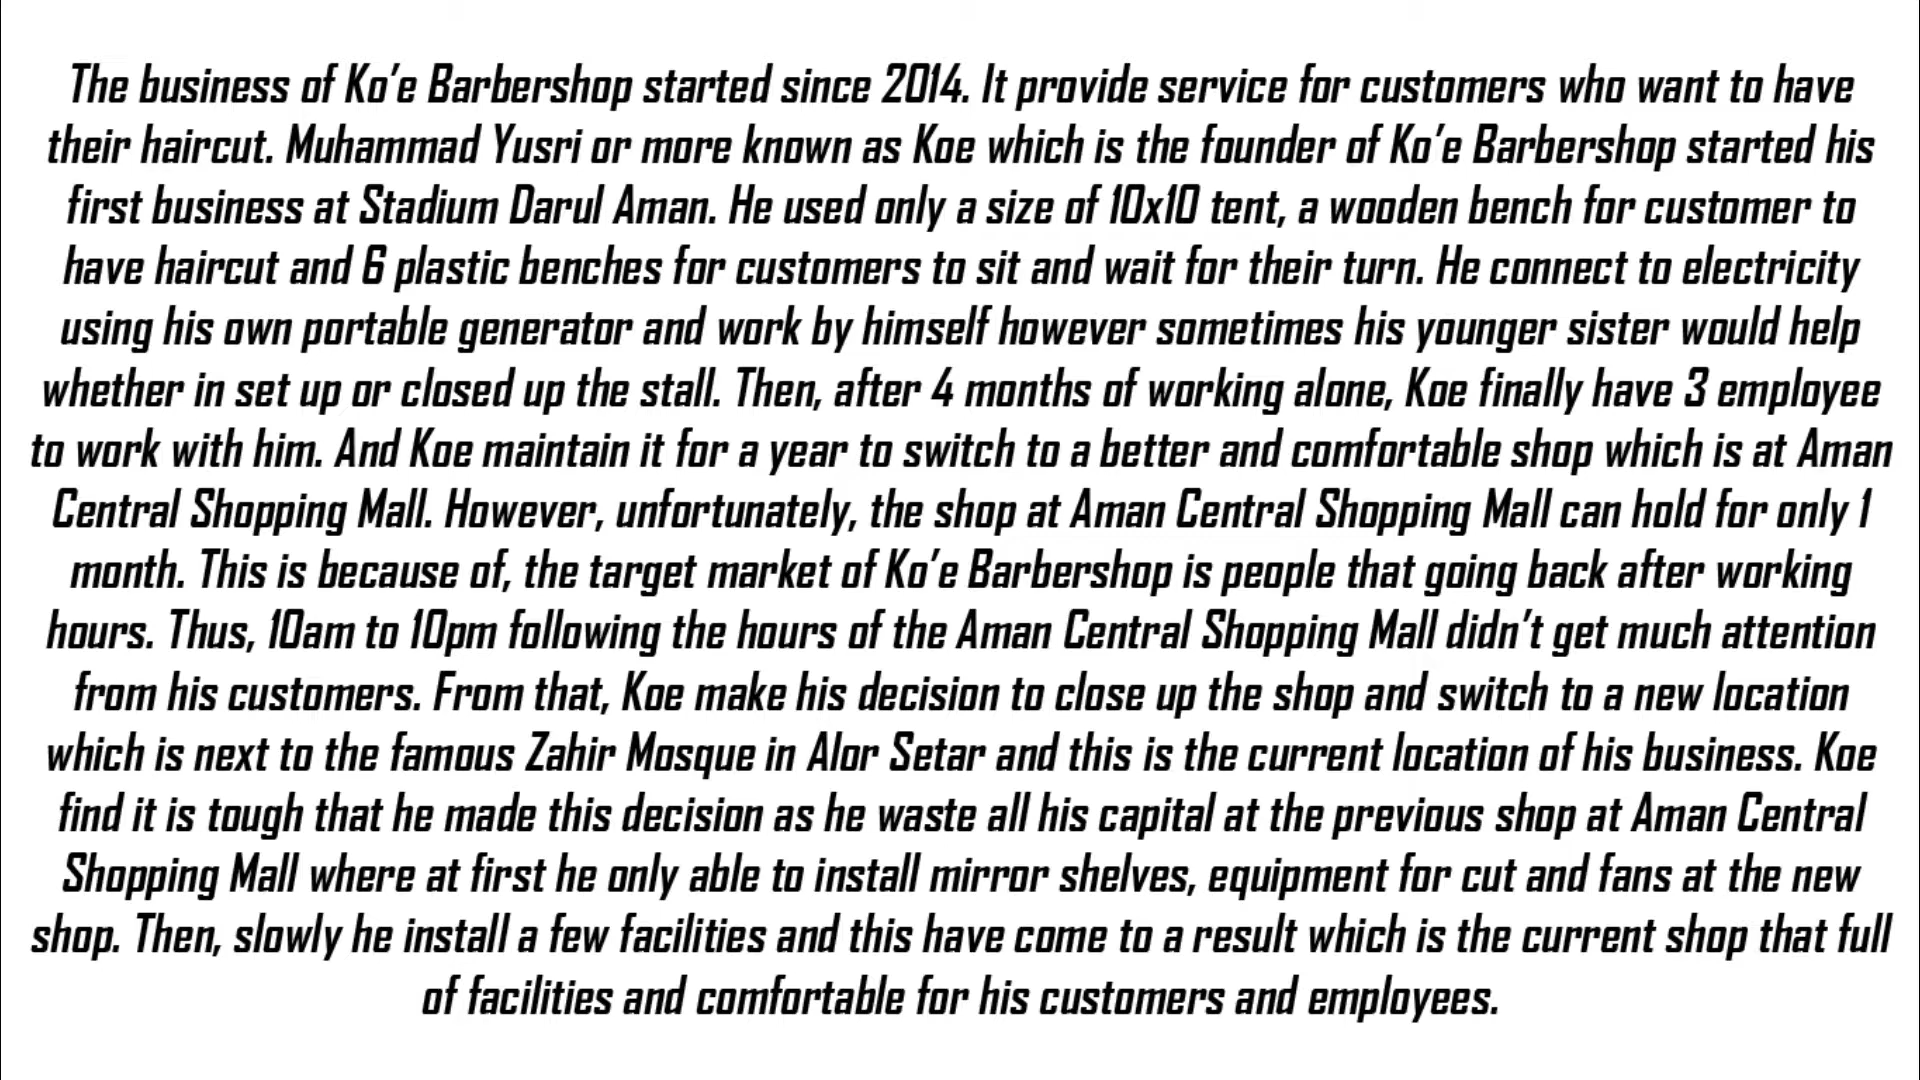 The business of Ko'e Barbershop started since 2014. It provide service for customers who want to have
their haircut. Muhammad Yusri or more known as Koe which is the founder of Ko'e Barbershop started his
first business at Stadium Darul Aman. He used only a size of 10x10 tent, a wooden bench for customer to
have haircut and 6 plastic benches for customers to sit and wait for their turn. He connect to electricity
using his own portable generator and work by himself however sometimes his younger sister would help
whether in set up or closed up the stall. Then, after 4 months of working alone, Koe finally have 3 employee
to work with him. And Koe maintain it for a year to switch to a better and comfortable shop which is at Aman
Central Shopping Mall. However, unfortunately, the shop at Aman Central Shopping Mall can hold for only 1
month. This is because of, the target market of Ko'e Barbershop is people that going back after working
hours. Thus, 10am to 10pm following the hours of the Aman Central Shopping Mall didn't get much attention
from his customers. From that, Koe make his decision to close up the shop and switch to a new location
which is next to the famous Zahir Mosque in Alor Setar and this is the current location of his business. Koe
find it is tough that he made this decision as he waste all his capital at the previous shop at Aman Central
Shopping Mall where at first he only able to install mirror shelves, equipment for cut and fans at the new
shop. Then, slowly he install a few facilities and this have come to a result which is the current shop that full
of facilities and comfortable for his customers and employees.